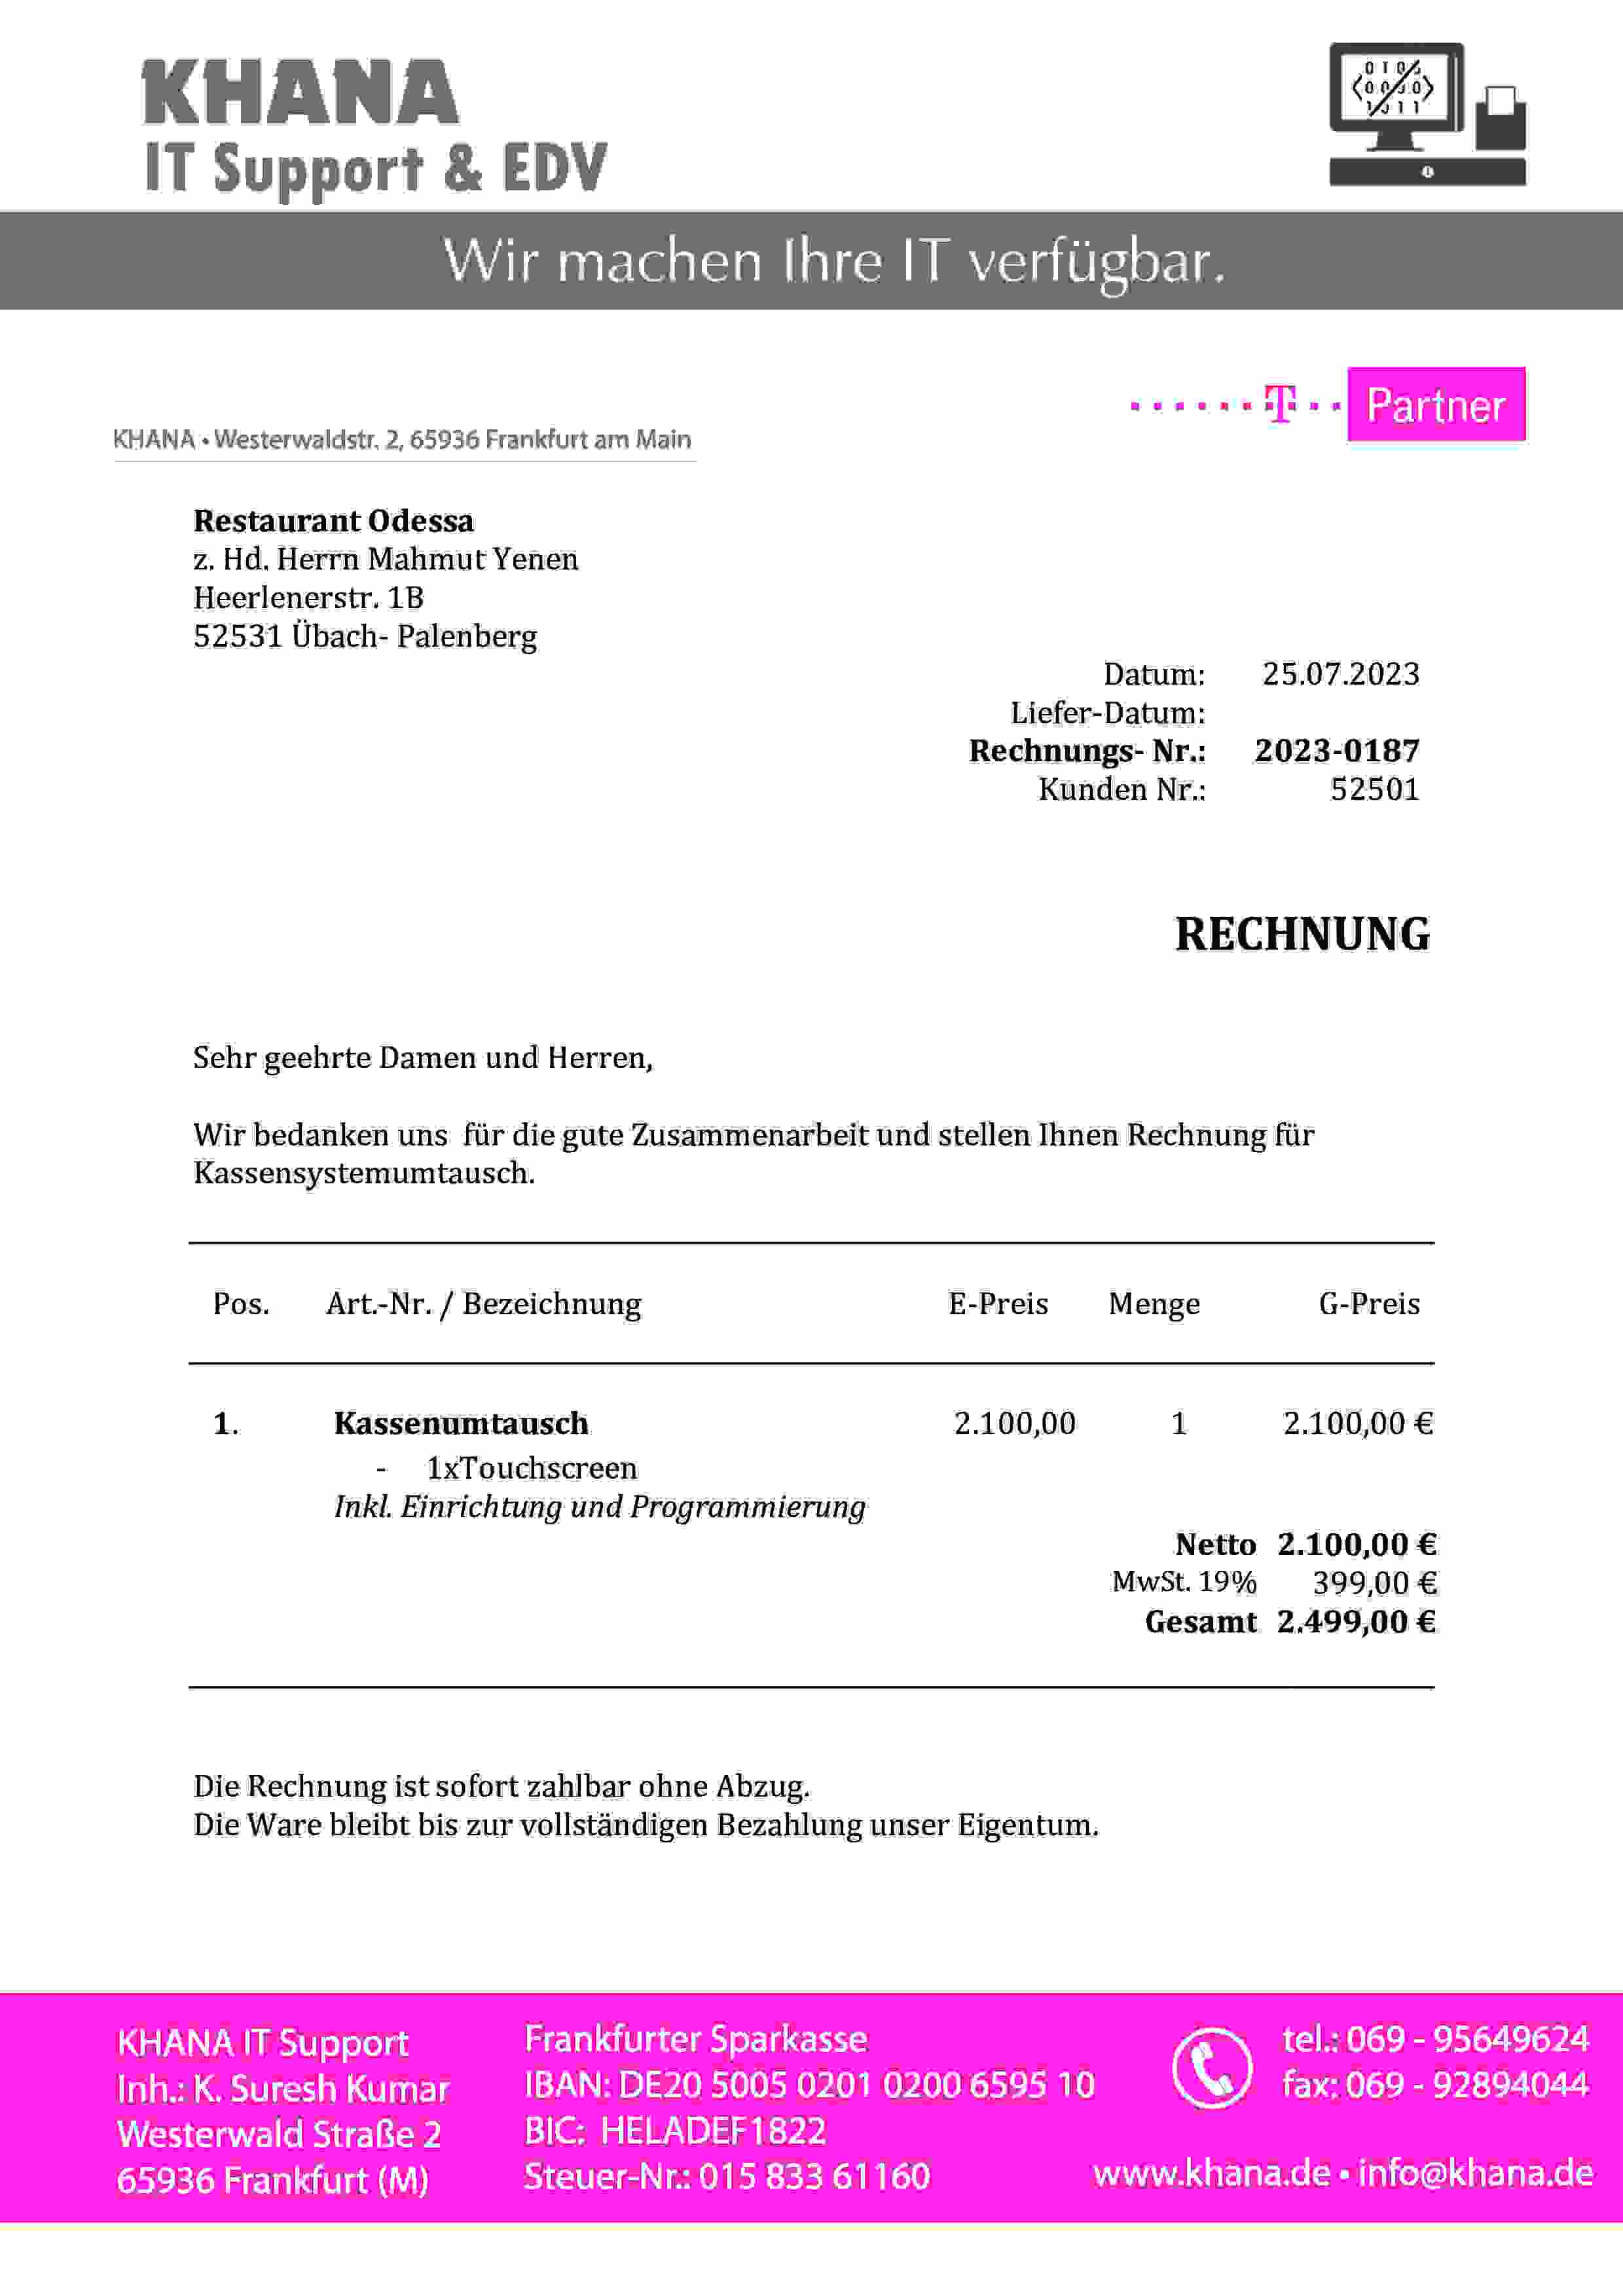 KHANA
IT Support & EDV
Wir machen Ihre IT verfügbar.
T Partner
KHANA • Westerwaldstr. 2, 65936 Frankfurt am Main
Restaurant Odessa
z. Hd. Herrn Mahmut Yenen
Heerlenerstr. 1B
52531 Übach- Palenberg
Datum: 25.07.2023
Liefer-Datum:
Rechnungs- Nr.: 2023-0187
Kunden Nr.: 52501
RECHNUNG
Sehr geehrte Damen und Herren,
Wir bedanken uns für die gute Zusammenarbeit und stellen Ihnen Rechnung für
Kassensystemumtausch.
Pos. Art.-Nr. / Bezeichnung E-Preis Menge G-Preis
1. Kassenumtausch 2.100,00 1 2.100,00 €
- 1xTouchscreen
Inkl. Einrichtung und Programmierung
Netto 2.100,00 €
MwSt. 19% 399,00 €
Gesamt 2.499,00 €
Die Rechnung ist sofort zahlbar ohne Abzug.
Die Ware bleibt bis zur vollständigen Bezahlung unser Eigentum.
KHANA IT Support
Inh.: K. Suresh Kumar
Westerwald Straße 2
65936 Frankfurt (M)
Frankfurter Sparkasse
IBAN: DE20 5005 0201 0200 6595 10
BIC: HELADEF1822
Steuer-Nr.: 015 833 61160
tel.: 069 - 95649624
fax: 069 - 92894044
www.khana.de • info@khana.de